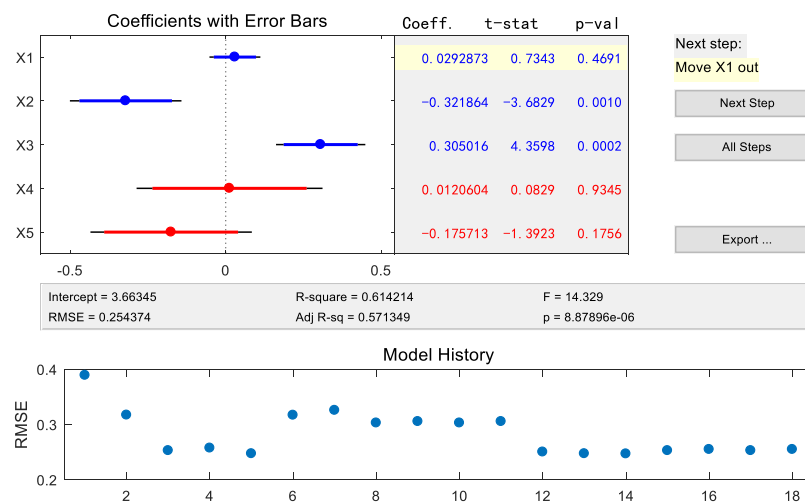 Coefficients with Error Bars
Coeff. t-stat p-val
X1 0.0292873 0.7343 0.4691
X2 -0.321864 -3.6829 0.0010
X3 0.305016 4.3598 0.0002
X4 0.0120604 0.0829 0.9345
X5 -0.175713 -1.3923 0.1756
-0.5 0 0.5
Next step:
Move X1 out
Next Step
All Steps
Export ...
Intercept = 3.66345 R-square = 0.614214 F = 14.329
RMSE = 0.254374 Adj R-sq = 0.571349 p = 8.87896e-06
Model History
RMSE
0.4
0.3
0.2
2 4 6 8 10 12 14 16 18